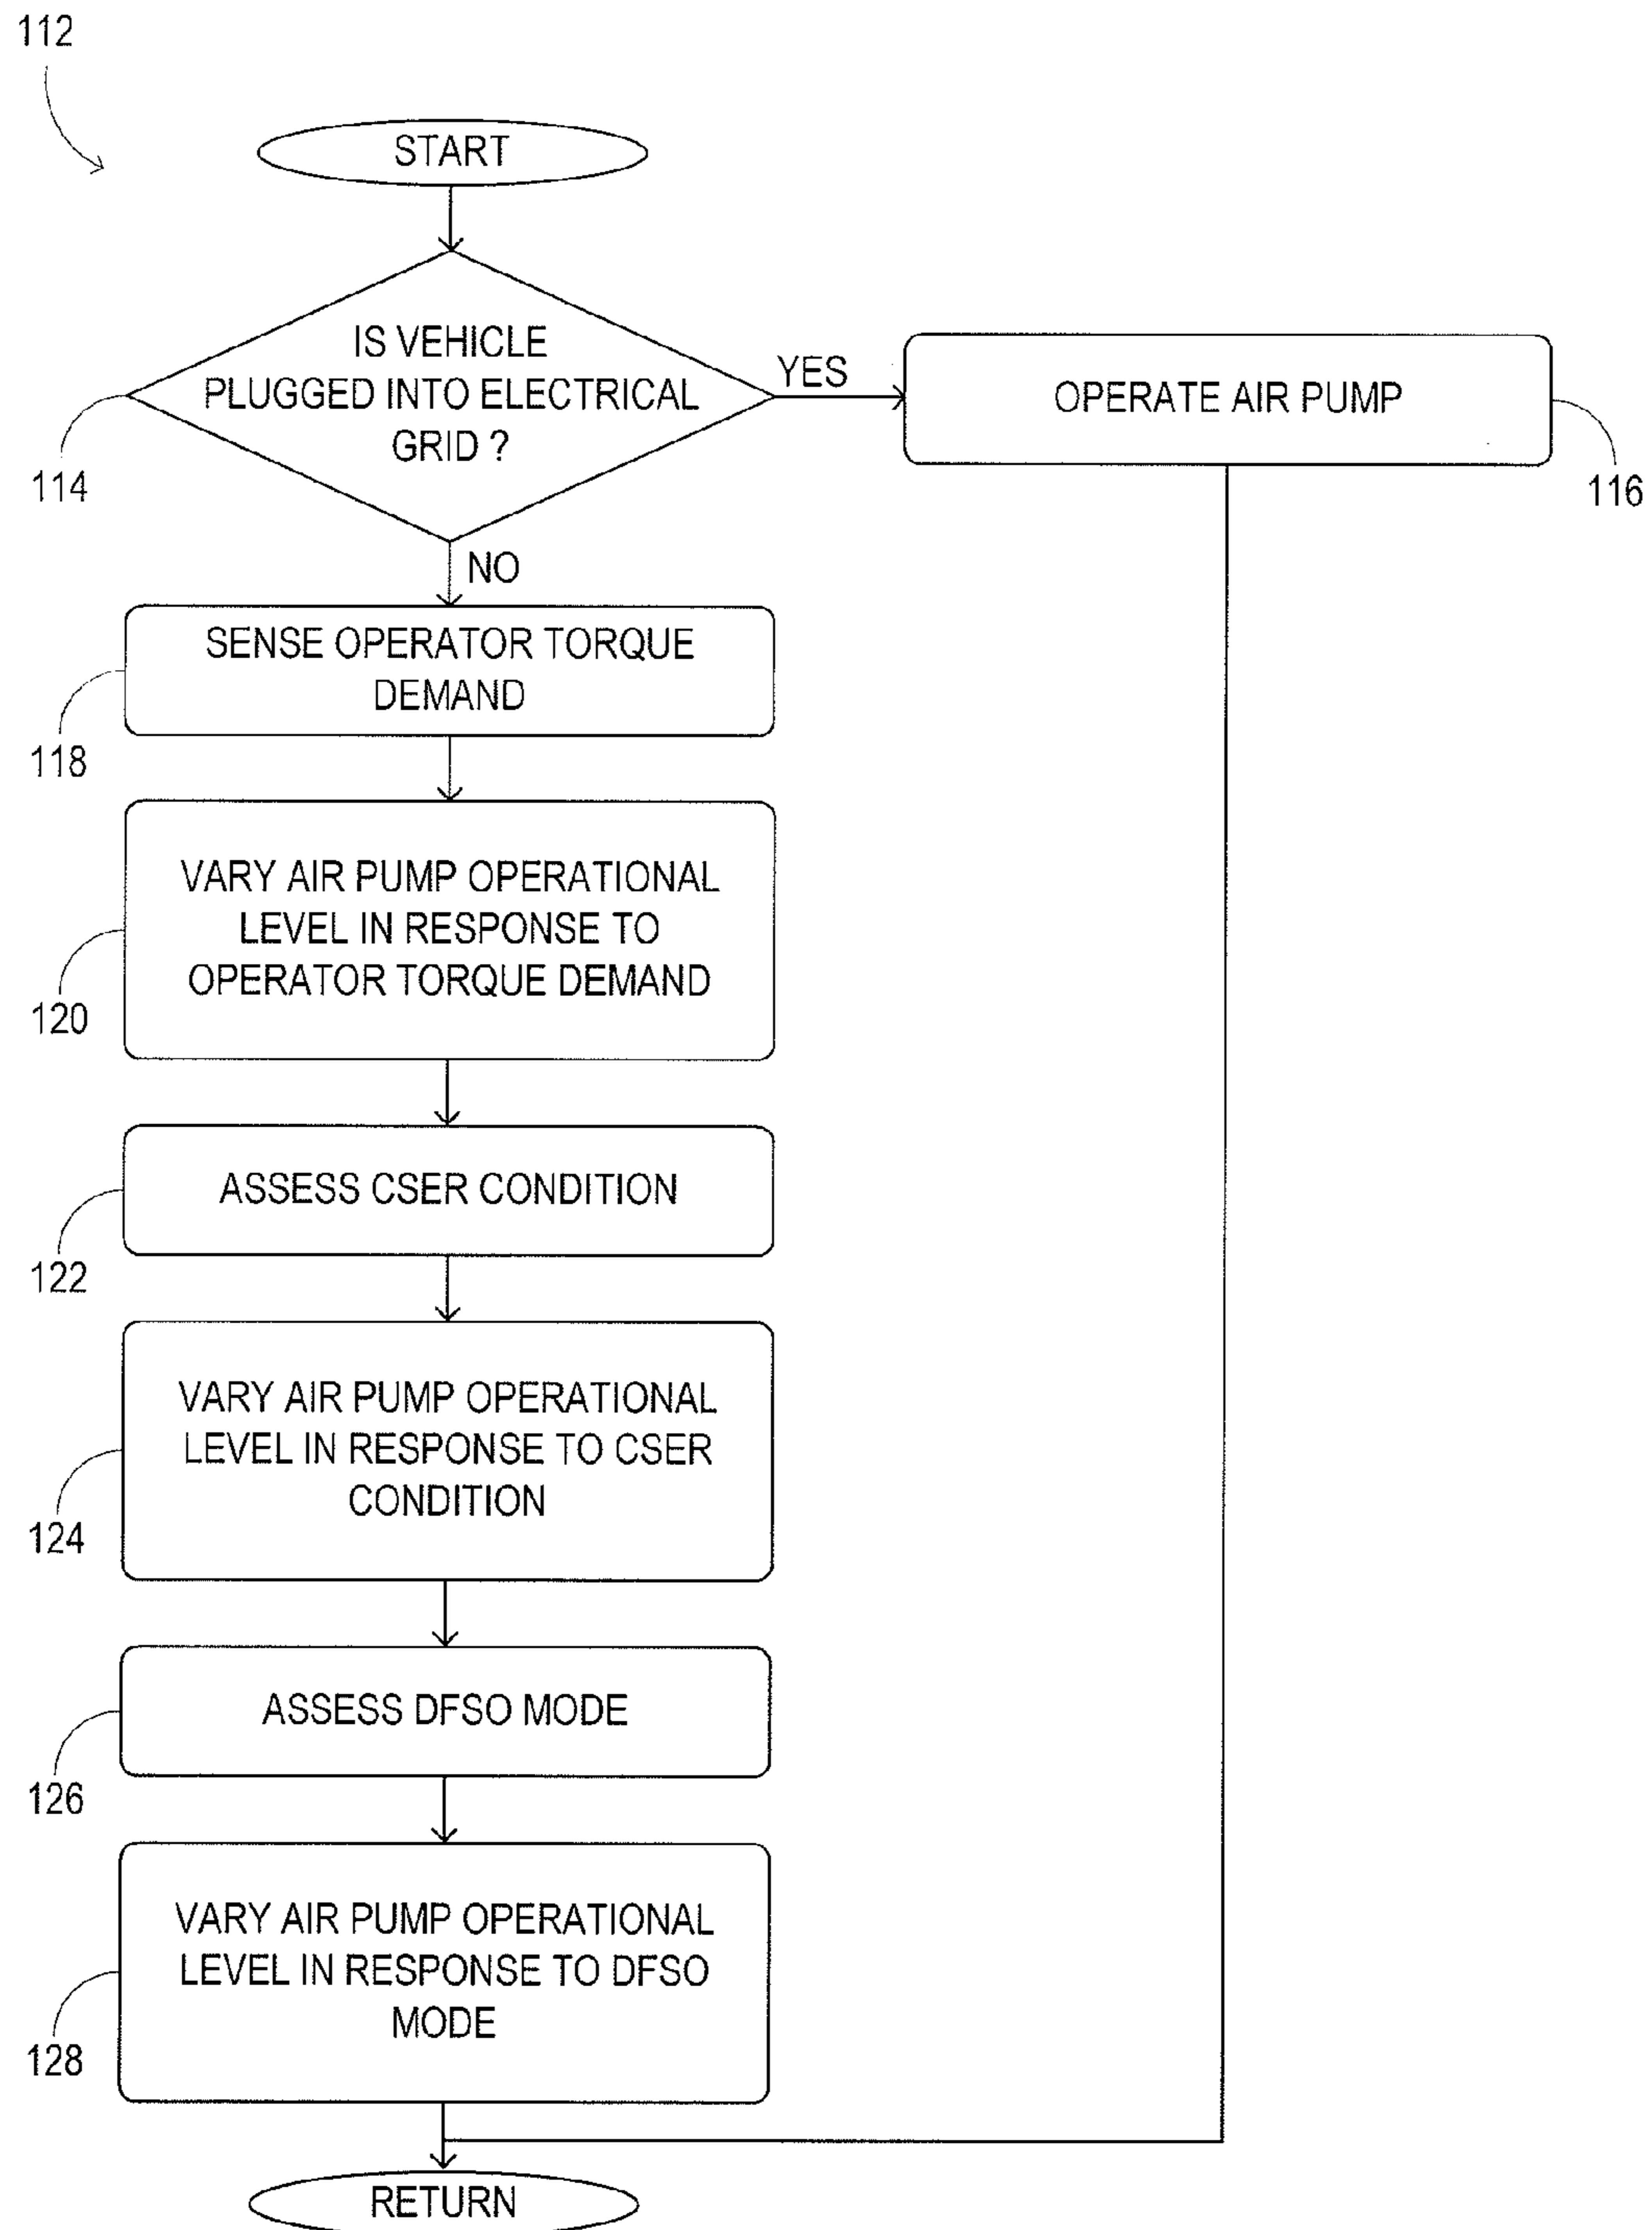 112
START
IS VEHICLE
PLUGGED INTO ELECTRICAL
GRID ?
YES
OPERATE AIR PUMP
114
116
NO
SENSE OPERATOR TORQUE
DEMAND
118
VARY AIR PUMP OPERATIONAL
LEVEL IN RESPONSE TO
OPERATOR TORQUE DEMAND
120
ASSESS CSER CONDITION
122
VARY AIR PUMP OPERATIONAL
LEVEL IN RESPONSE TO CSER
CONDITION
124
ASSESS DFSO MODE
126
VARY AIR PUMP OPERATIONAL
LEVEL IN RESPONSE TO DFSO
MODE
128
RETURN